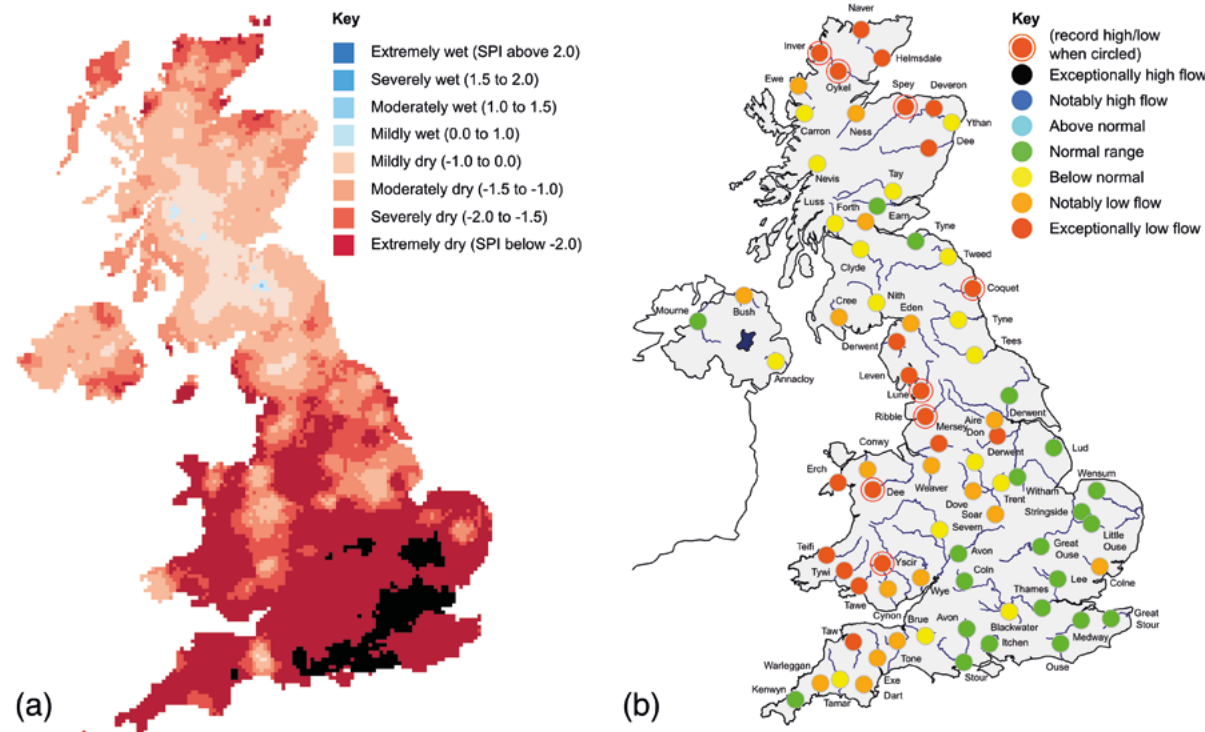 Key
Extremely wet (SPI above 2.0)
Severely wet (1.5 to 2.0)
Moderately wet (1.0 to 1.5)
Mildly wet (0.0 to 1.0)
Mildly dry (-1.0 to 0.0)
Moderately dry (-1.5 to -1.0)
Severely dry (-2.0 to -1.5)
Extremely dry (SPI below -2.0)
(a)
Key
(record high/low
when circled)
Exceptionally high flow
Notably high flow
Above normal
Normal range
Below normal
Notably low flow
Exceptionally low flow
Naver
Inver
Helmsdale
Oykel
Ewe
Spey
Deveron
Carron
Ness
Ythan
Dee
Nevis
Tay
Luss
Forth
Earn
Tyne
Tweed
Clyde
Coquet
Mourne
Bush
Cree
Nith
Eden
Tyne
Derwent
Tees
Annacloy
Leven
Lune
Derwent
Ribble
Aire
Mersey
Don
Conwy
Derwent
Lud
Erch
Dee
Weaver
Wensum
Trent
Witham
Dove
Soar
Stringside
Severn
Little
Ouse
Teifi
Yscir
Avon
Great
Ouse
Tywi
Coln
Lee
Colne
Tawe
Wye
Thames
Cynon
Brue
Avon
Blackwater
Great
Stour
Taw
Itchen
Medway
Warleggan
Tone
Ouse
Exe
Stour
Kenwyn
Dart
Tamar
(b)